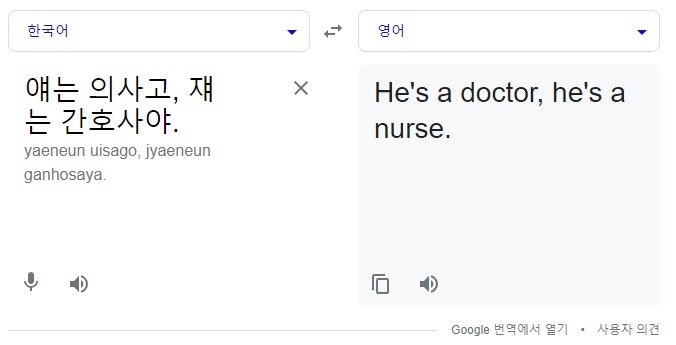 한국어
영어
얘는 의사고, 쟤
는 간호사야.
yaeneun uisago, jyaeneun
ganhosaya.
He's a doctor, he's a
nurse.
Google 번역에서 열기 • 사용자 의견